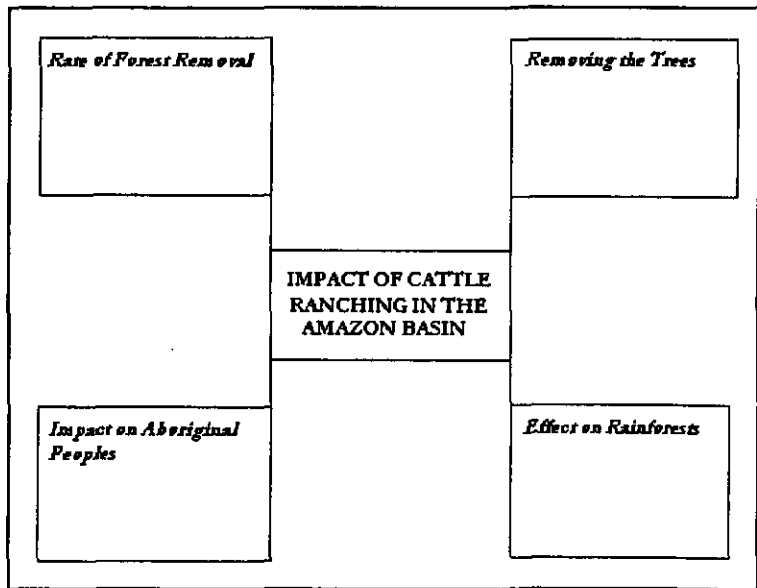 Rate of Forest Removal
Removing the Trees
IMPACT OF CATTLE
RANCHING IN THE
AMAZON BASIN
Impact on Aboriginal
Peoples
Effect on Rainforests